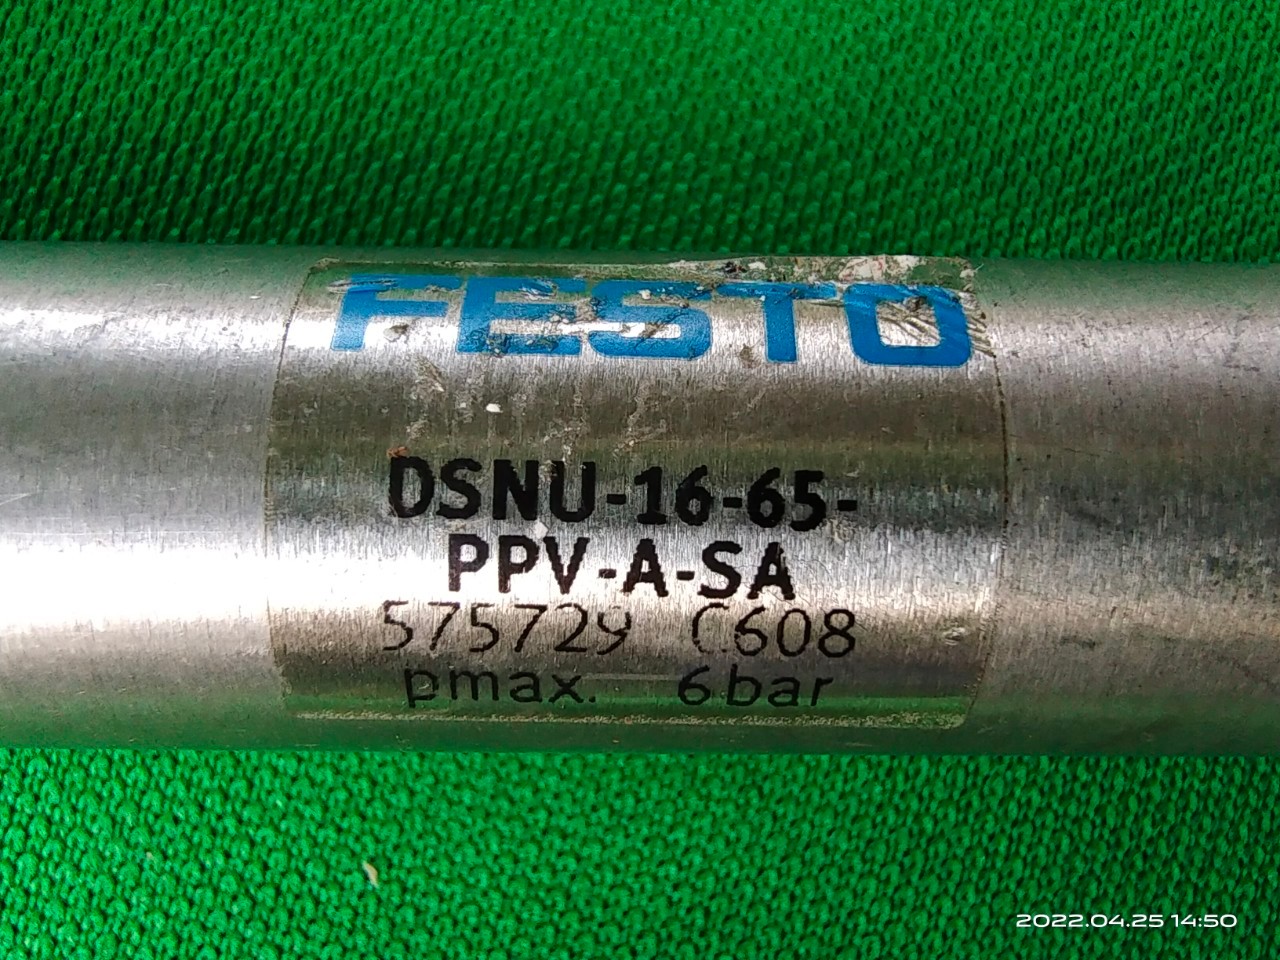 FESTO
DSNU-16-65-
PPV-A-SA
575729 C608
pmax. 6bar
2022.04.25 14:50